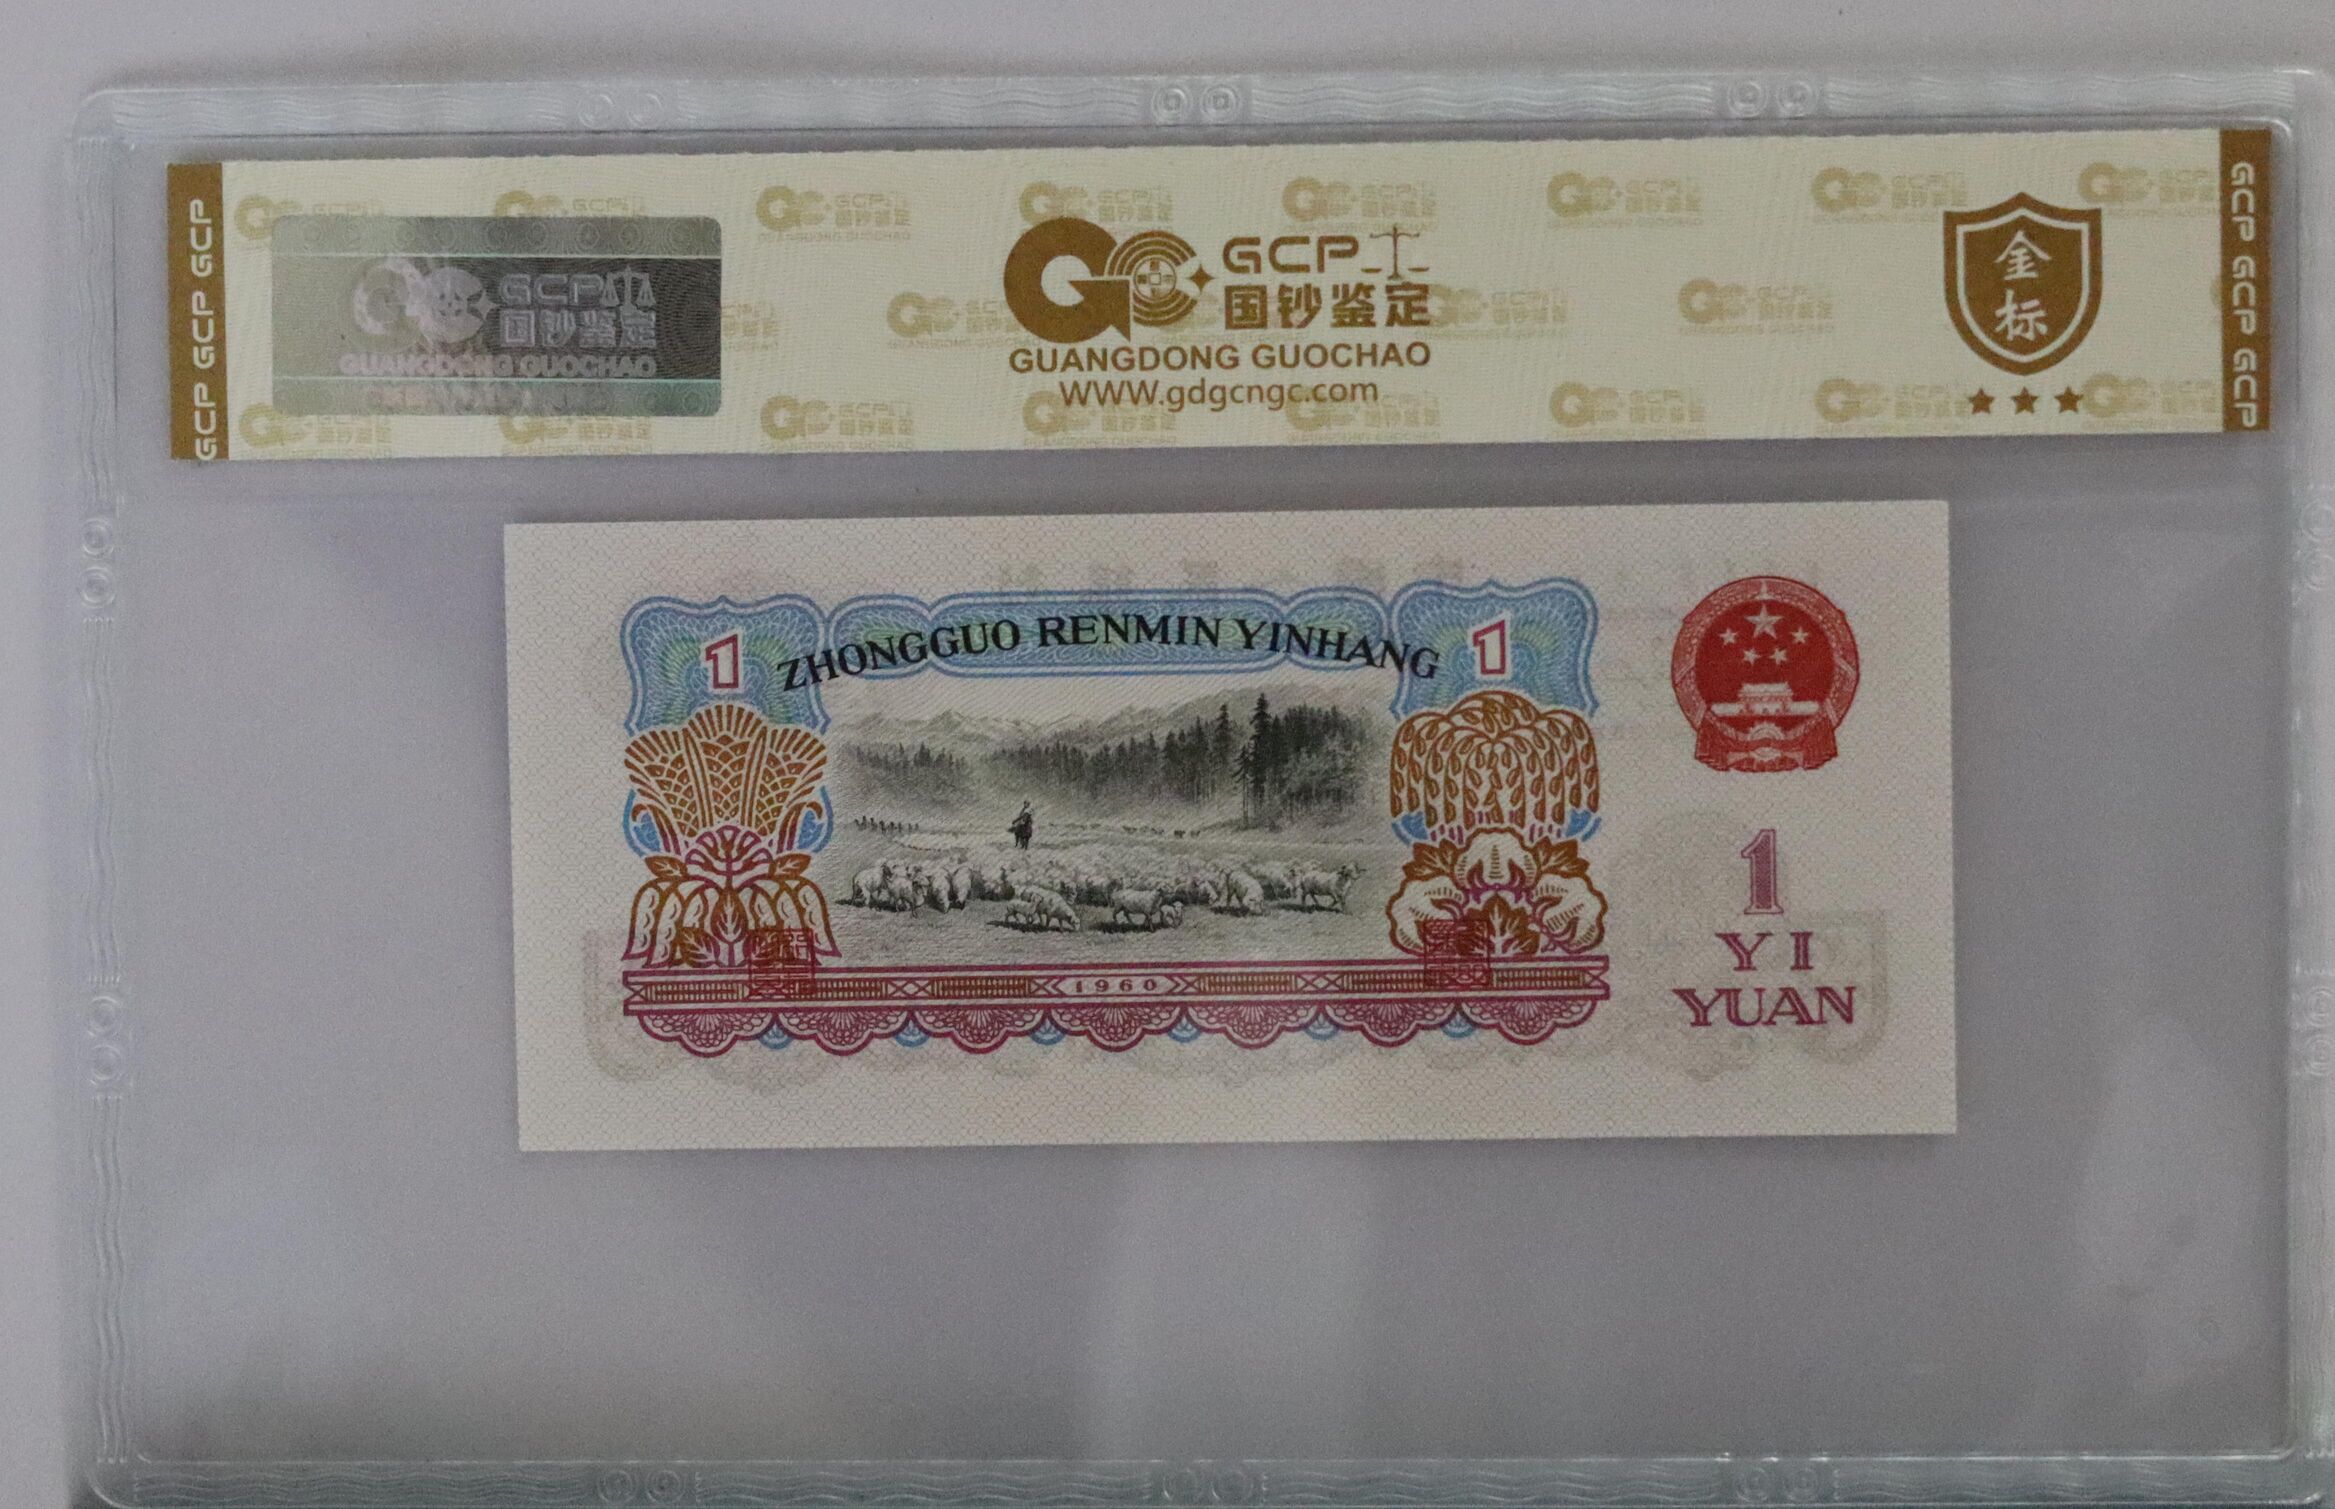 GCP GCP GCP
GCP
国钞鉴定
GUANGDONG GUOCHAO
GCP
国钞鉴定
GUANGDONG GUOCHAO
WWW.gdgcngc.com
金
标
GCP GCP GCP
ZHONGGUO RENMIN YINHANG
1
1
1960
1
YI
YUAN